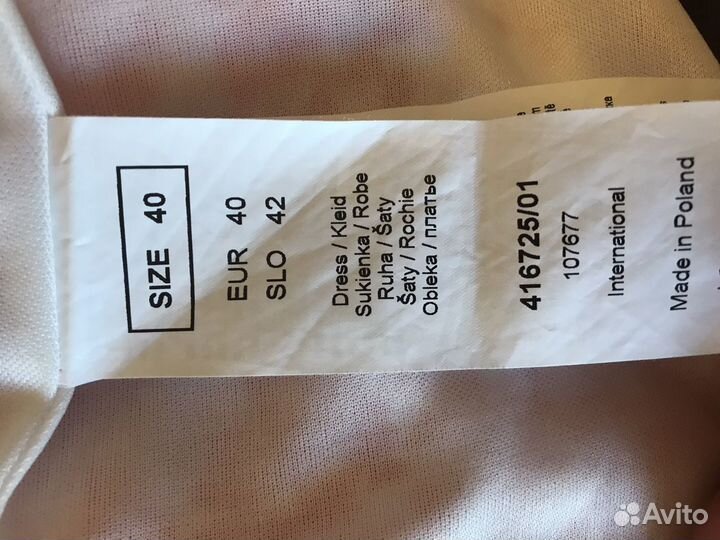 SIZE 40
EUR 40
SLO 42
Dress / Kleid
Sukienka / Robe
Ruha / Šaty
Šaty / Rochie
Obleka / платье
416725/01
107677
International
Made in Poland
Avito